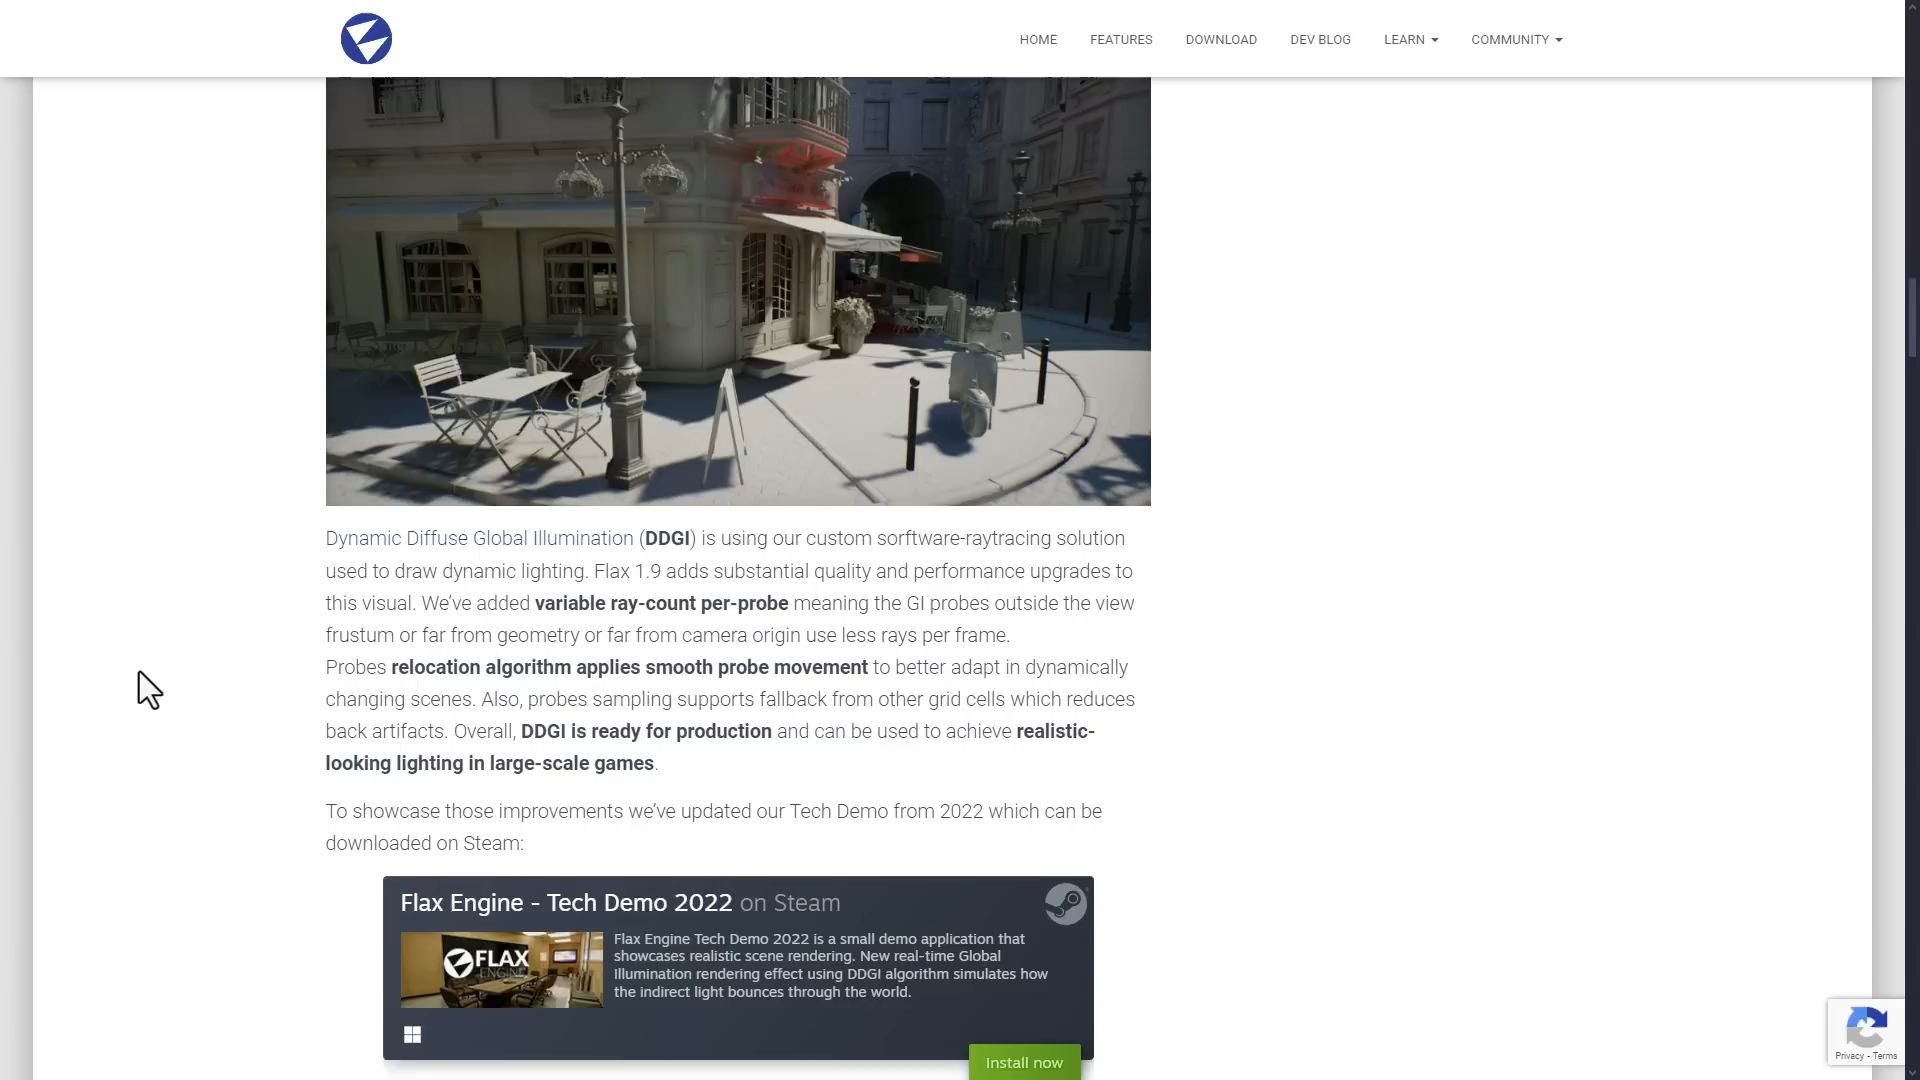 HOME FEATURES DOWNLOAD DEV BLOG LEARN COMMUNITY
Dynamic Diffuse Global Illumination (DDGI) is using our custom sorftware-raytracing solution
used to draw dynamic lighting. Flax 1.9 adds substantial quality and performance upgrades to
this visual. We’ve added variable ray-count per-probe meaning the GI probes outside the view
frustum or far from geometry or far from camera origin use less rays per frame.
Probes relocation algorithm applies smooth probe movement to better adapt in dynamically
changing scenes. Also, probes sampling supports fallback from other grid cells which reduces
back artifacts. Overall, DDGI is ready for production and can be used to achieve realistic-
looking lighting in large-scale games.
To showcase those improvements we’ve updated our Tech Demo from 2022 which can be
downloaded on Steam:
Flax Engine - Tech Demo 2022 on Steam
FLAX
ENGINE
Flax Engine Tech Demo 2022 is a small demo application that
showcases realistic scene rendering. New real-time Global
Illumination rendering effect using DDGI algorithm simulates how
the indirect light bounces through the world.
Install now
Privacy - Terms